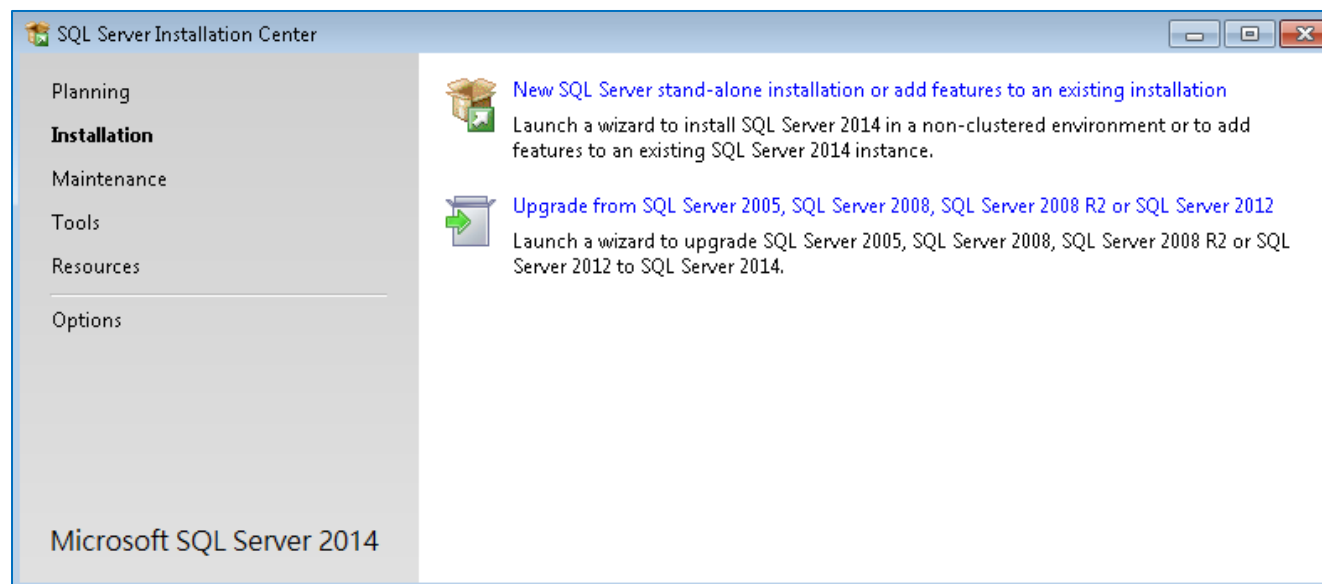 SQL Server Installation Center
Planning
Installation
Maintenance
Tools
Resources
Options
Microsoft SQL Server 2014
New SQL Server stand-alone installation or add features to an existing installation
Launch a wizard to install SQL Server 2014 in a non-clustered environment or to add
features to an existing SQL Server 2014 instance.
Upgrade from SQL Server 2005, SQL Server 2008, SQL Server 2008 R2 or SQL Server 2012
Launch a wizard to upgrade SQL Server 2005, SQL Server 2008, SQL Server 2008 R2 or SQL
Server 2012 to SQL Server 2014.